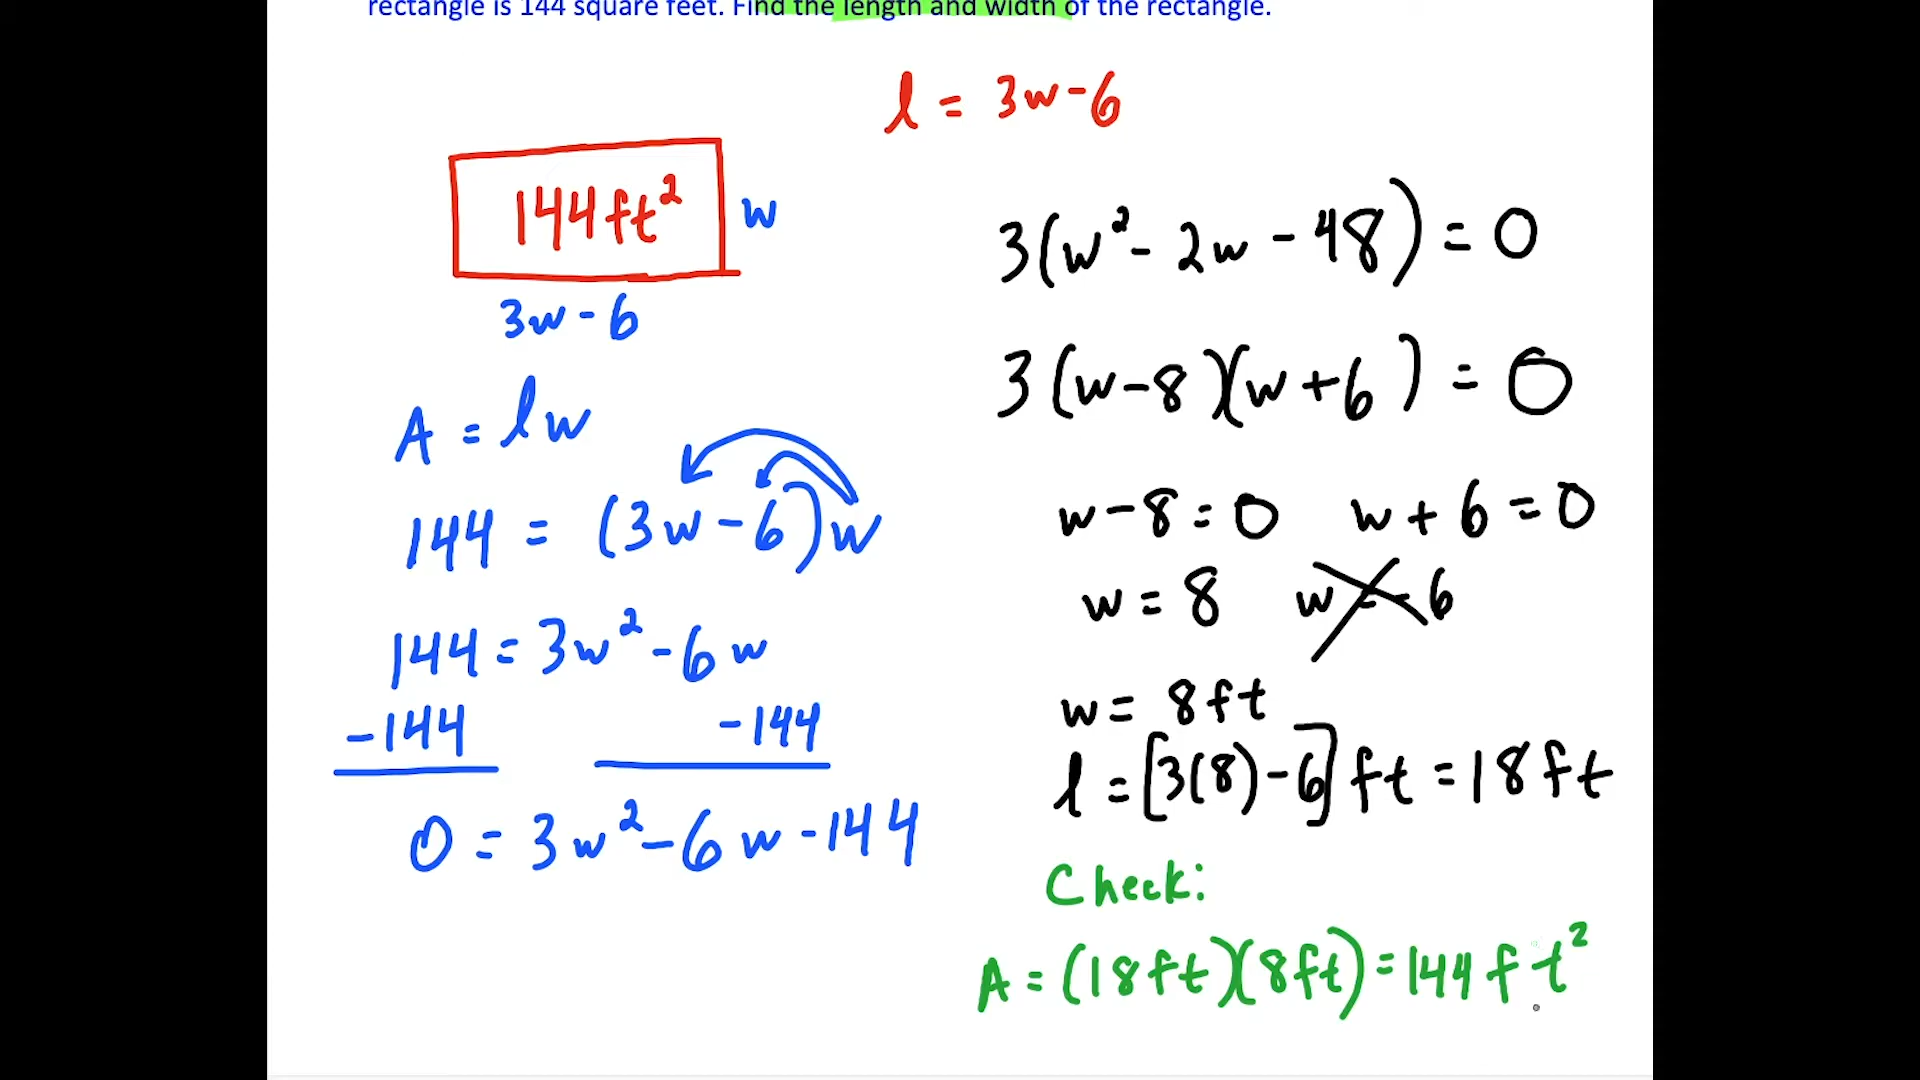 rectangle is 144 square feet. Find the length and width of the rectangle.
l = 3w - 6
144ft²
w
3w - 6
A = lw
144 = (3w - 6)w
144 = 3w² - 6w
-144 -144
0 = 3w² - 6w - 144
3(w² - 2w - 48) = 0
3(w - 8)(w + 6) = 0
w - 8 = 0 w + 6 = 0
w = 8 w = -6
w = 8ft
l = [3(8) - 6] ft = 18ft
Check:
A = (18ft)(8ft) = 144ft²